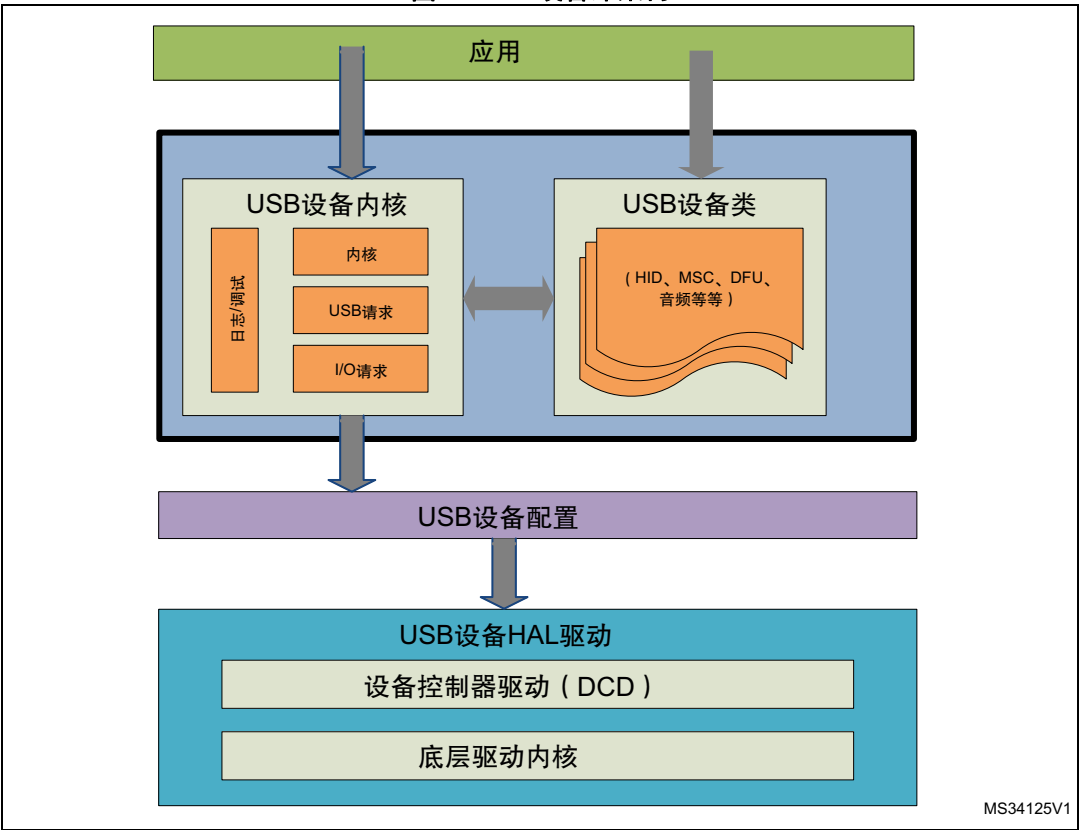 应用
USB设备内核
日志/调试
内核
USB请求
I/O请求
USB设备类
（HID、MSC、DFU、
音频等等）
USB设备配置
USB设备HAL驱动
设备控制器驱动（DCD）
底层驱动内核
MS34125V1